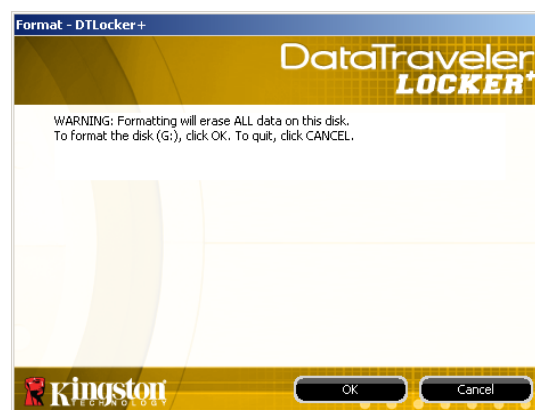 Format - DTLocker+
DataTraveler
LOCKER+
WARNING: Formatting will erase ALL data on this disk.
To format the disk (G:), click OK. To quit, click CANCEL.
Kingston
TECHNOLOGY
OK
Cancel